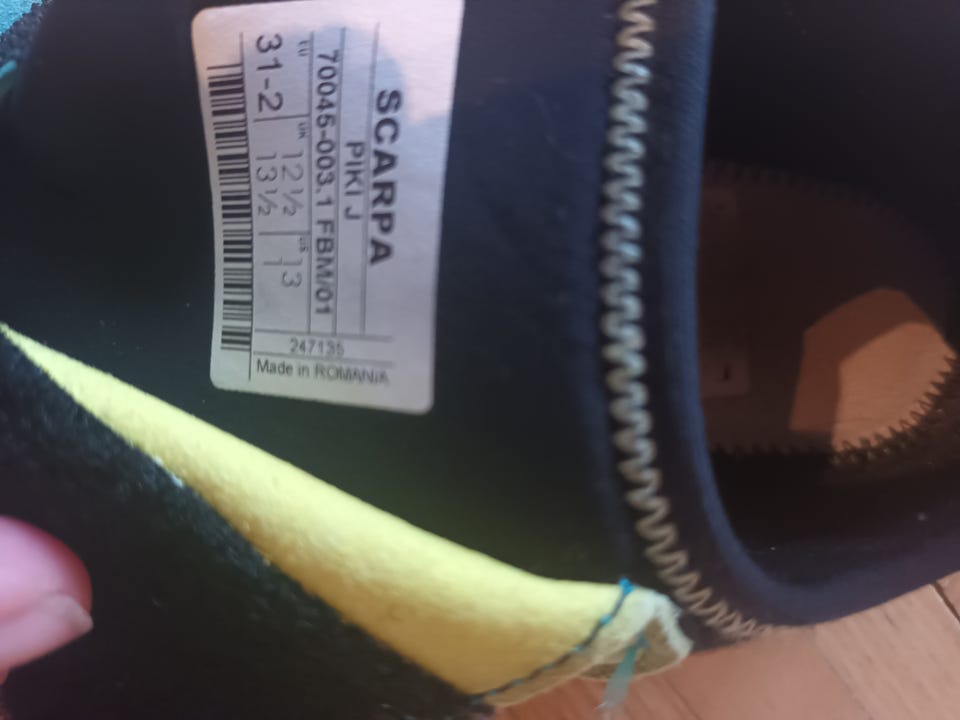 SCARPA
PIKI J
70045-003.1 FBM/01
EU UK 12½ US 13
31-2 13½ 1
247135
Made in ROMANIA